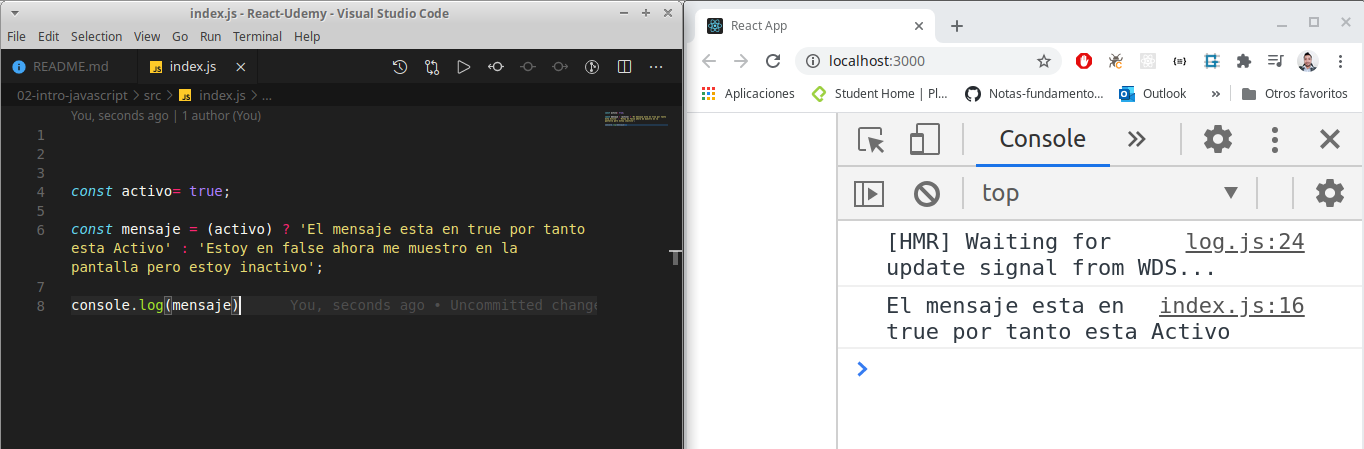 index.js - React-Udemy - Visual Studio Code
File Edit Selection View Go Run Terminal Help
README.md index.js
02-intro-javascript > src > index.js > ...
You, seconds ago | 1 author (You)
1
2
3
4 const activo= true;
5
6 const mensaje = (activo) ? 'El mensaje esta en true por tanto
esta Activo' : 'Estoy en false ahora me muestro en la
pantalla pero estoy inactivo';
7
8 console.log(mensaje) You, seconds ago • Uncommitted change
React App
localhost:3000
Aplicaciones Student Home | Pl... Notas-fundamento... Outlook » Otros favoritos
Console
top
[HMR] Waiting for log.js:24
update signal from WDS...
El mensaje esta en index.js:16
true por tanto esta Activo